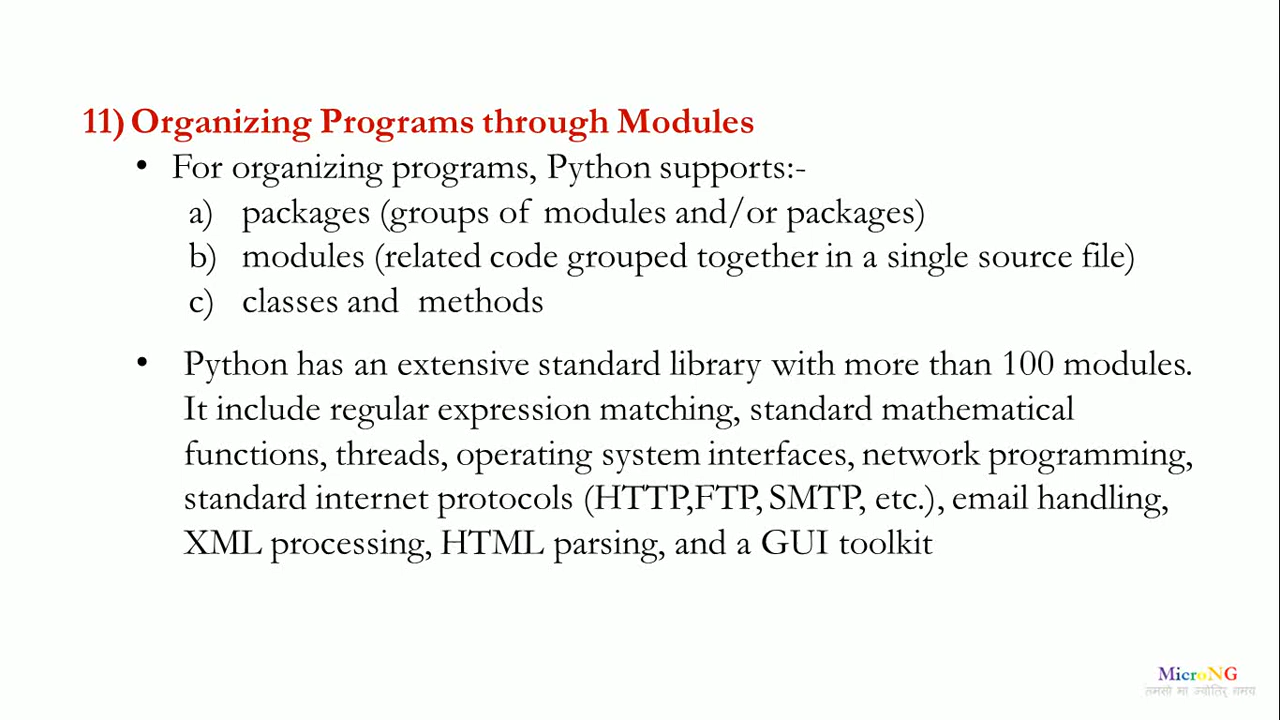 11) Organizing Programs through Modules
• For organizing programs, Python supports:-
a) packages (groups of modules and/or packages)
b) modules (related code grouped together in a single source file)
c) classes and methods
• Python has an extensive standard library with more than 100 modules.
It include regular expression matching, standard mathematical
functions, threads, operating system interfaces, network programming,
standard internet protocols (HTTP,FTP, SMTP, etc.), email handling,
XML processing, HTML parsing, and a GUI toolkit
MicroNG
तमसो मा ज्योतिर् गमय